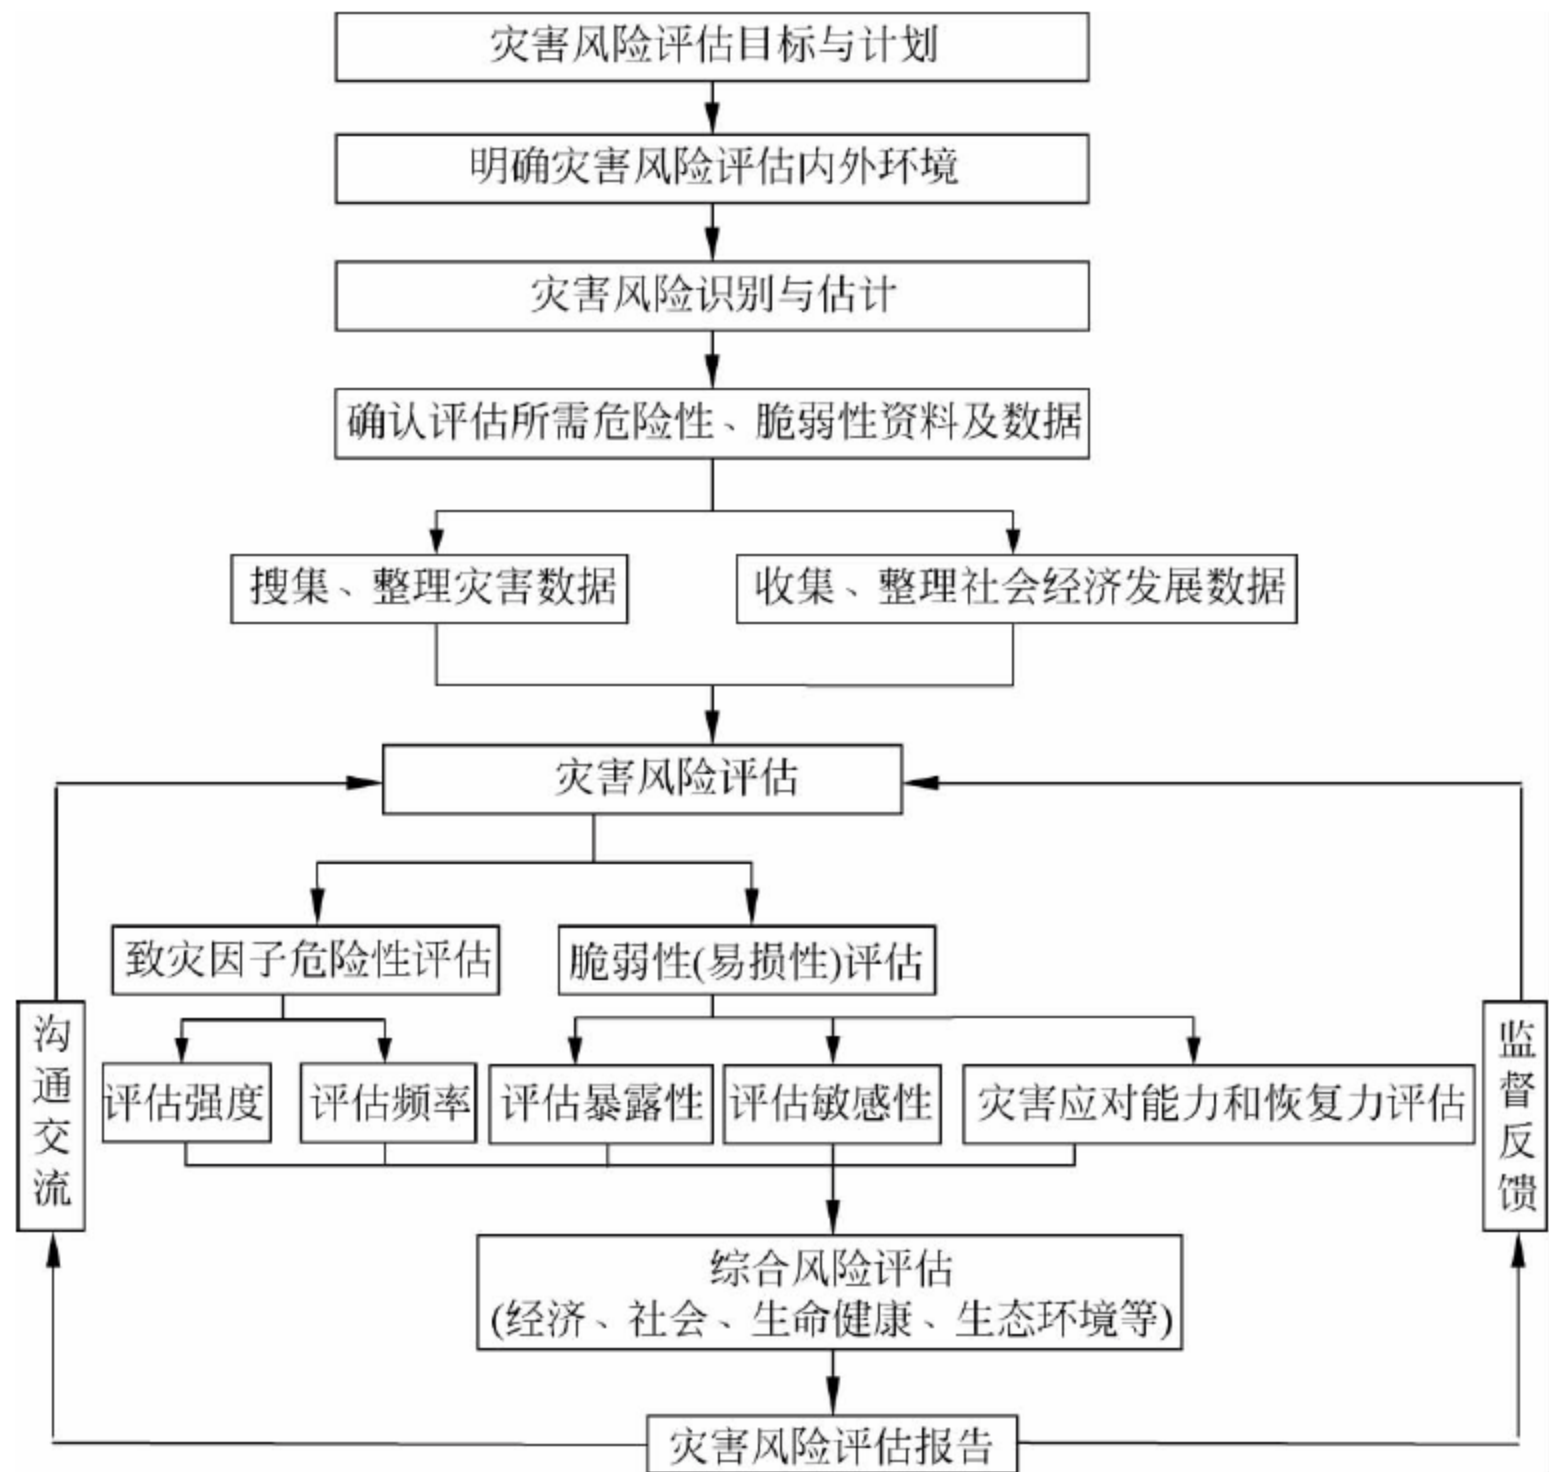 灾害风险评估目标与计划
明确灾害风险评估内外环境
灾害风险识别与估计
确认评估所需危险性、脆弱性资料及数据
搜集、整理灾害数据
收集、整理社会经济发展数据
灾害风险评估
致灾因子危险性评估
脆弱性(易损性)评估
沟通交流
监督反馈
评估强度
评估频率
评估暴露性
评估敏感性
灾害应对能力和恢复力评估
综合风险评估
(经济、社会、生命健康、生态环境等)
灾害风险评估报告